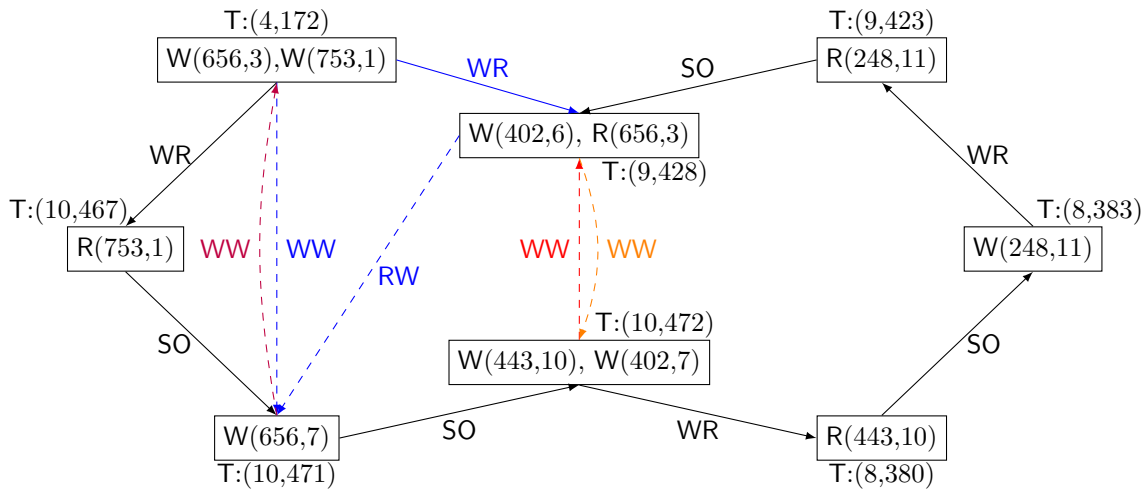 T:(4,172)
T:(9,423)
W(656,3),W(753,1)
WR
SO
R(248,11)
W(402,6), R(656,3)
T:(9,428)
WR
WR
T:(10,467)
T:(8,383)
R(753,1)
WW
WW
WW
WW
W(248,11)
RW
SO
T:(10,472)
SO
W(443,10), W(402,7)
W(656,7)
SO
WR
R(443,10)
T:(10,471)
T:(8,380)